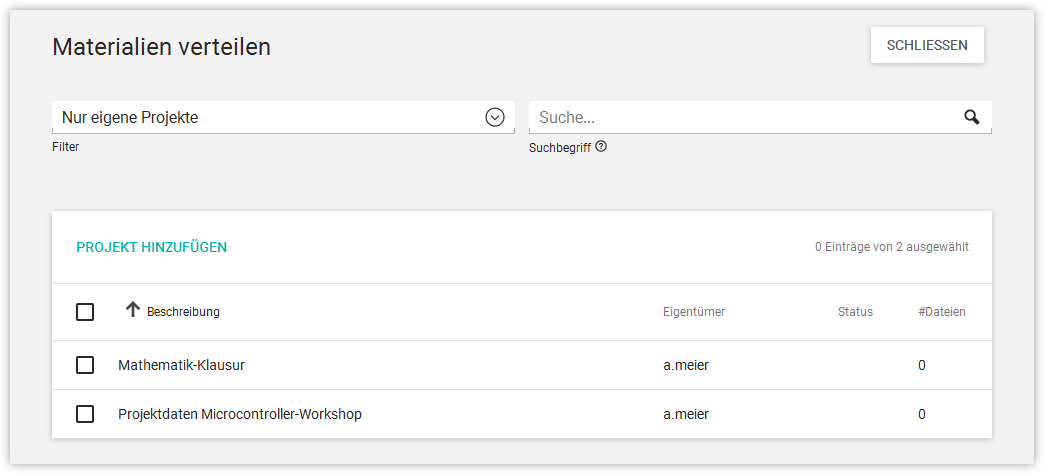 Materialien verteilen
SCHLIESSEN
Nur eigene Projekte
Suche...
Filter
Suchbegriff
PROJEKT HINZUFÜGEN
0 Einträge von 2 ausgewählt
Beschreibung Eigentümer Status #Dateien
Mathematik-Klausur a.meier 0
Projektdaten Microcontroller-Workshop a.meier 0